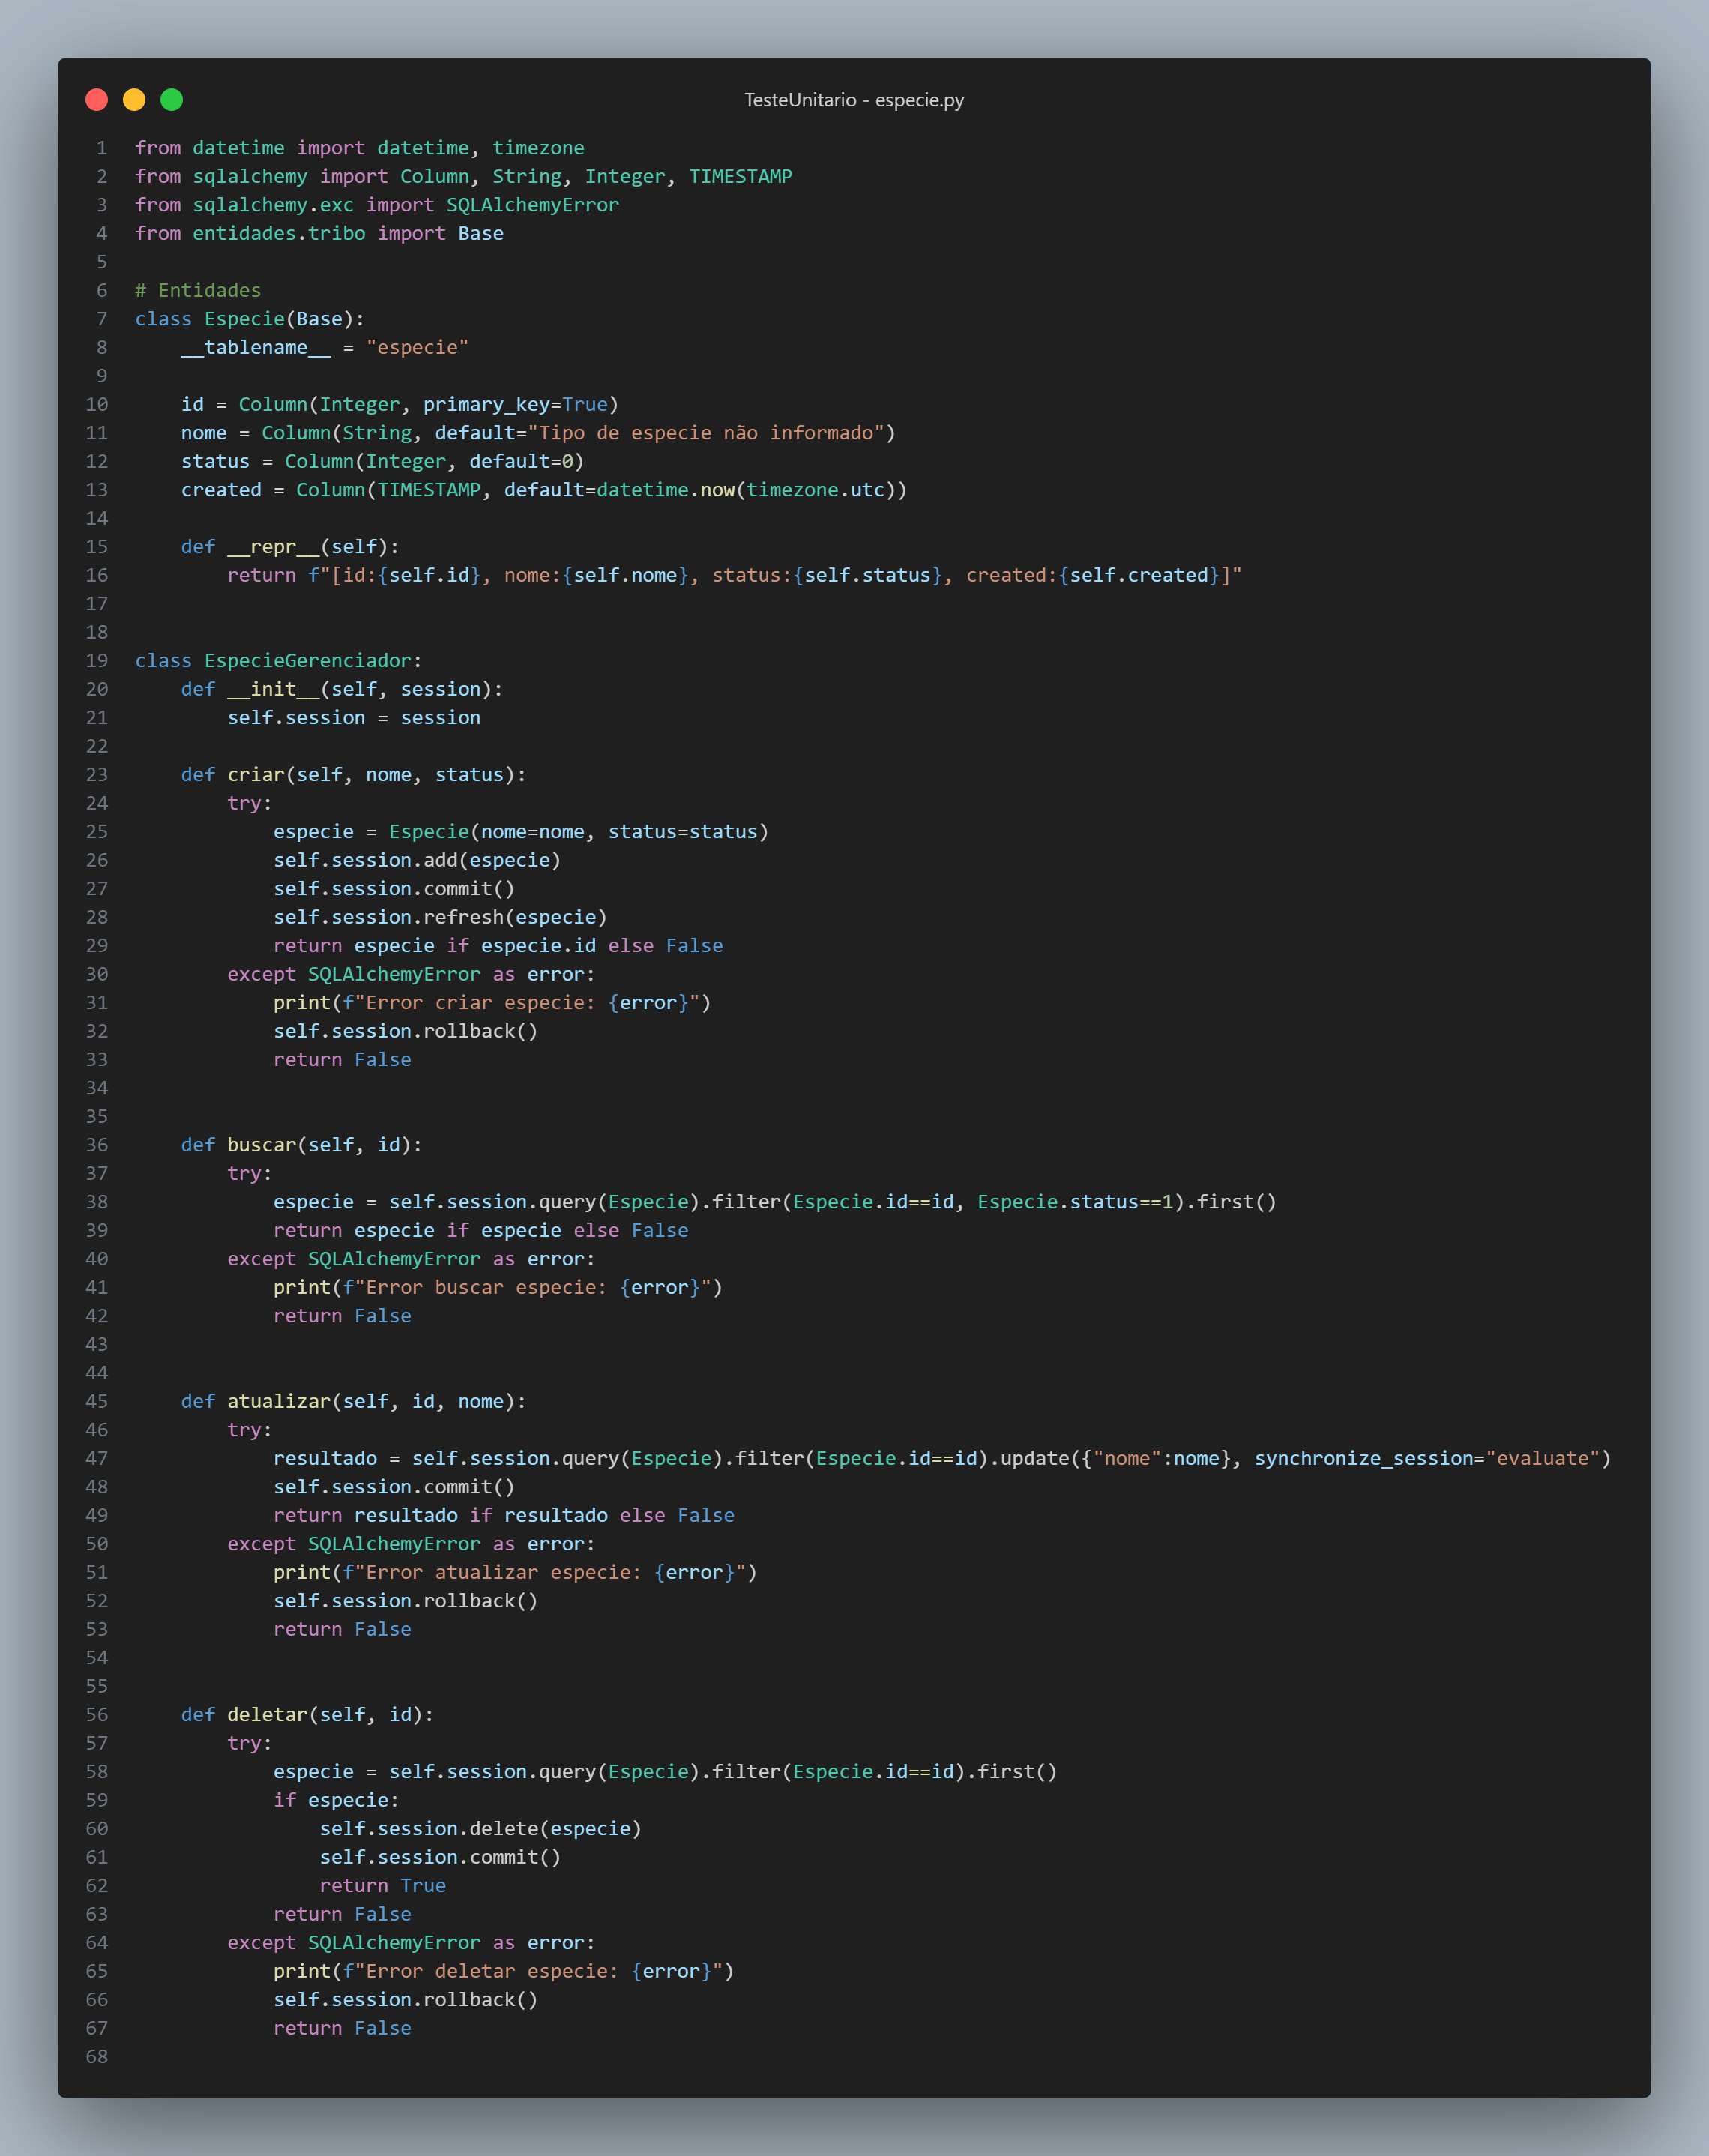 TesteUnitario - especie.py
1 from datetime import datetime, timezone
2 from sqlalchemy import Column, String, Integer, TIMESTAMP
3 from sqlalchemy.exc import SQLAlchemyError
4 from entidades.tribo import Base
5
6 # Entidades
7 class Especie(Base):
8     __tablename__ = "especie"
9
10     id = Column(Integer, primary_key=True)
11     nome = Column(String, default="Tipo de especie não informado")
12     status = Column(Integer, default=0)
13     created = Column(TIMESTAMP, default=datetime.now(timezone.utc))
14
15     def __repr__(self):
16         return f"[id:{self.id}, nome:{self.nome}, status:{self.status}, created:{self.created}]"
17
18
19 class EspecieGerenciador:
20     def __init__(self, session):
21         self.session = session
22
23     def criar(self, nome, status):
24         try:
25             especie = Especie(nome=nome, status=status)
26             self.session.add(especie)
27             self.session.commit()
28             self.session.refresh(especie)
29             return especie if especie.id else False
30         except SQLAlchemyError as error:
31             print(f"Error criar especie: {error}")
32             self.session.rollback()
33             return False
34
35
36     def buscar(self, id):
37         try:
38             especie = self.session.query(Especie).filter(Especie.id==id, Especie.status==1).first()
39             return especie if especie else False
40         except SQLAlchemyError as error:
41             print(f"Error buscar especie: {error}")
42             return False
43
44
45     def atualizar(self, id, nome):
46         try:
47             resultado = self.session.query(Especie).filter(Especie.id==id).update({"nome":nome}, synchronize_session="evaluate")
48             self.session.commit()
49             return resultado if resultado else False
50         except SQLAlchemyError as error:
51             print(f"Error atualizar especie: {error}")
52             self.session.rollback()
53             return False
54
55
56     def deletar(self, id):
57         try:
58             especie = self.session.query(Especie).filter(Especie.id==id).first()
59             if especie:
60                 self.session.delete(especie)
61                 self.session.commit()
62                 return True
63             return False
64         except SQLAlchemyError as error:
65             print(f"Error deletar especie: {error}")
66             self.session.rollback()
67             return False
68